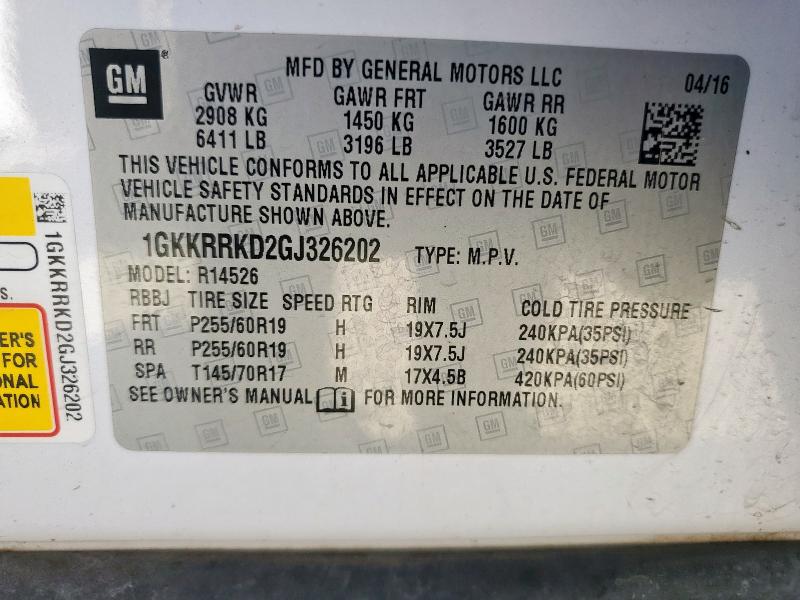 GM
MFD BY GENERAL MOTORS LLC
04/16
GVWR GAWR FRT GAWR RR
2908 KG 1450 KG 1600 KG
6411 LB 3196 LB 3527 LB
THIS VEHICLE CONFORMS TO ALL APPLICABLE U.S. FEDERAL MOTOR
VEHICLE SAFETY STANDARDS IN EFFECT ON THE DATE OF
MANUFACTURE SHOWN ABOVE.
1GKKRRKD2GJ326202 TYPE: M.P.V.
MODEL: R14526
RBBJ TIRE SIZE SPEED RTG RIM COLD TIRE PRESSURE
FRT P255/60R19 H 19X7.5J 240KPA(35PSI)
RR P255/60R19 H 19X7.5J 240KPA(35PSI)
SPA T145/70R17 M 17X4.5B 420KPA(60PSI)
SEE OWNER'S MANUAL i FOR MORE INFORMATION.
1GKKRRKD2GJ326202
S.
ER'S
FOR
ONAL
ATION